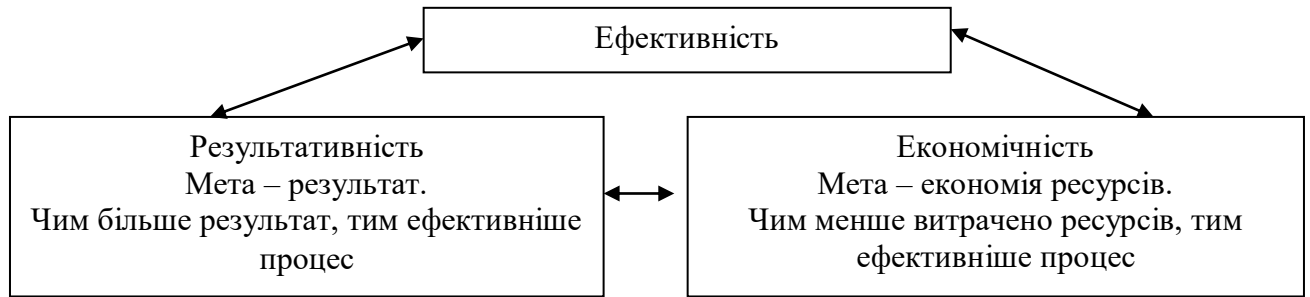 Ефективність
Результативність
Мета – результат.
Чим більше результат, тим ефективніше
процес
Економічність
Мета – економія ресурсів.
Чим менше витрачено ресурсів, тим
ефективніше процес